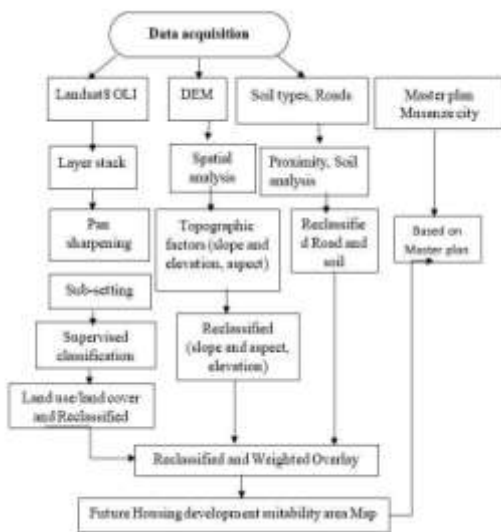 Data acquisition
Landsat8 OLI
DEM
Soil types, Roads
Master plan
Musanze city
Layer stack
Spatial
analysis
Proximity, Soil
analysis
Pan
sharpening
Topographic
factors (slope and
elevation, aspect)
Reclassifie
d Road and
soil
Based on
Master plan
Sub-setting
Supervised
classification
Reclassified
(slope and aspect,
elevation)
Land use/land cover
and Reclassified
Reclassified and Weighted Overlay
Future Housing development suitability area Map